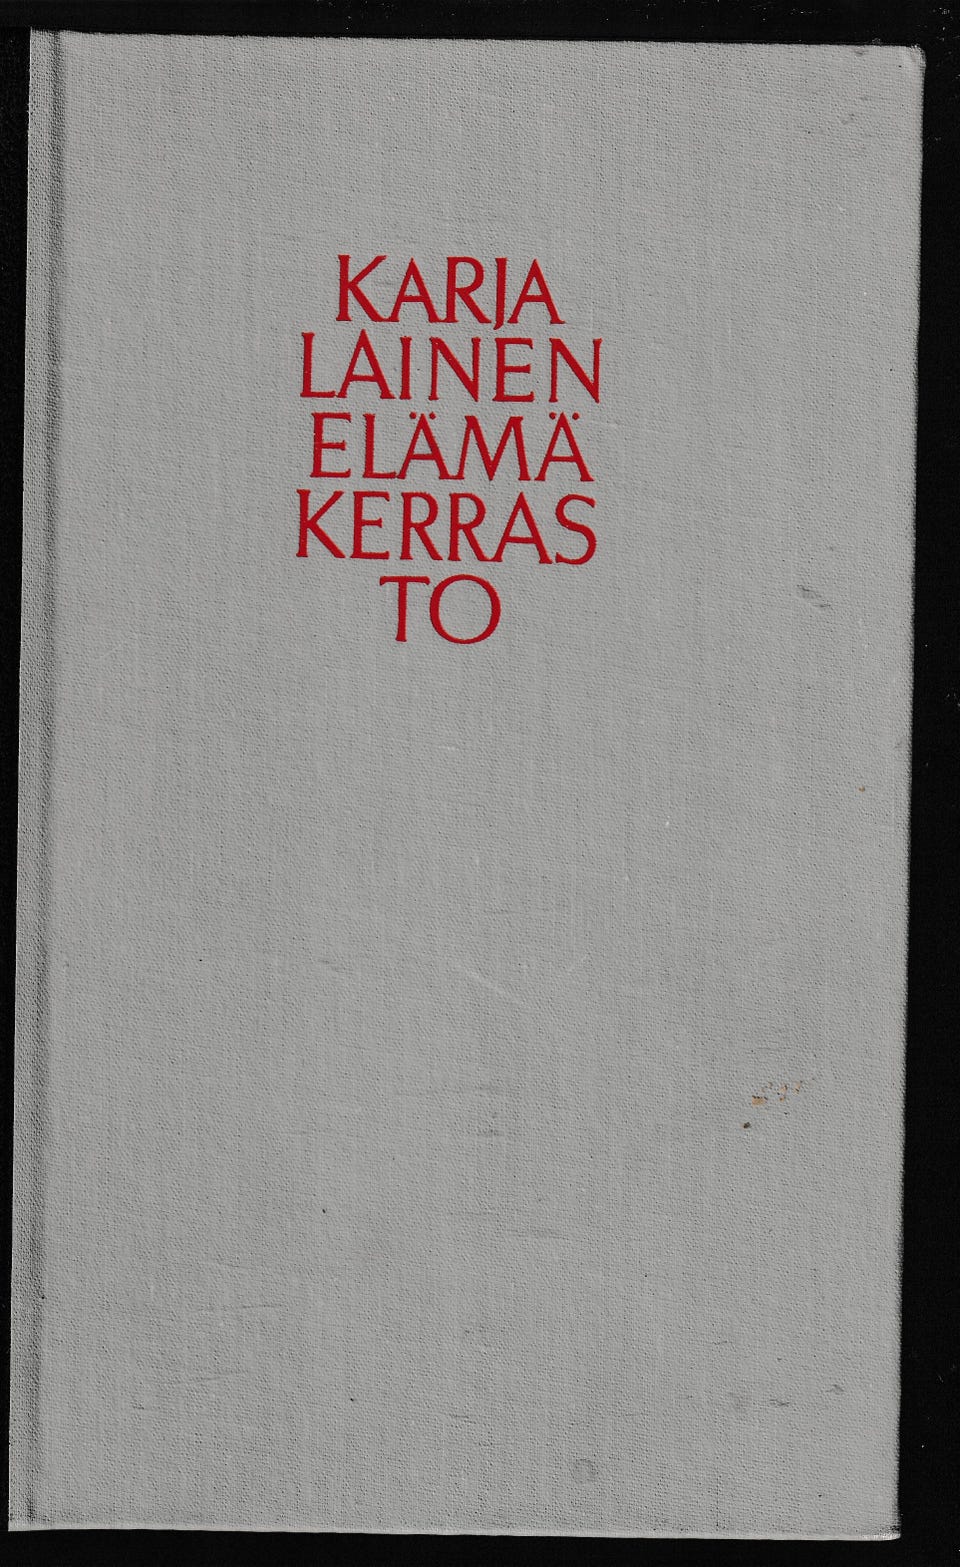 KARJA
LAINEN
ELÄMÄ
KERRAS
TO